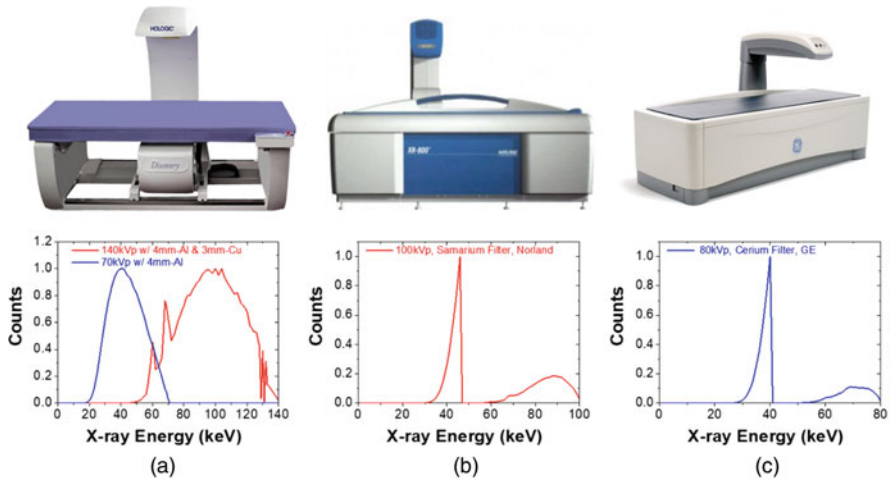 HOLOGIC
Discovery
XR-800
NORLAND
1.2
1.0
0.8
0.6
0.4
0.2
0.0
Counts
140kVp w/ 4mm-Al & 3mm-Cu
70kVp w/ 4mm-Al
0 20 40 60 80 100 120 140
X-ray Energy (keV)
(a)
1.0
0.8
0.6
0.4
0.2
0.0
Counts
100kVp, Samarium Filter, Norland
0 20 40 60 80 100
X-ray Energy (keV)
(b)
1.0
0.8
0.6
0.4
0.2
0.0
Counts
80kVp, Cerium Filter, GE
0 20 40 60 80
X-ray Energy (keV)
(c)